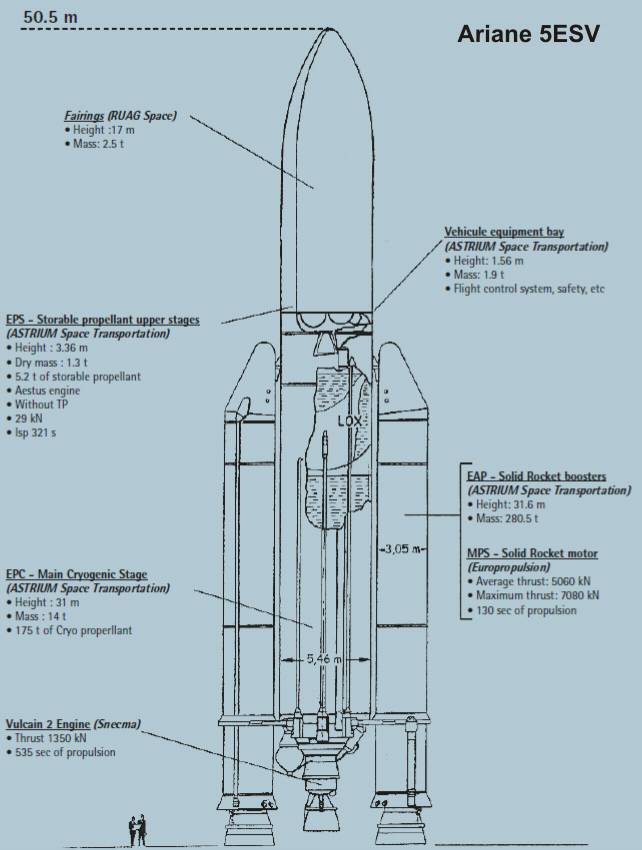 50.5 m
Ariane 5ESV
Fairings (RUAG Space)
• Height :17 m
• Mass: 2.5 t
Vehicule equipment bay
(ASTRIUM Space Transportation)
• Height: 1.56 m
• Mass: 1.9 t
• Flight control system, safety, etc
EPS - Storable propellant upper stages
(ASTRIUM Space Transportation)
• Height : 3.36 m
• Dry mass : 1.3 t
• 5.2 t of storable propellant
• Aestus engine
• Without TP
• 29 kN
• Isp 321 s
LOX
EAP - Solid Rocket boosters
(ASTRIUM Space Transportation)
• Height: 31.6 m
• Mass: 280.5 t
3,05 m
MPS - Solid Rocket motor
(Europropulsion)
• Average thrust: 5060 kN
• Maximum thrust: 7080 kN
• 130 sec of propulsion
EPC - Main Cryogenic Stage
(ASTRIUM Space Transportation)
• Height : 31 m
• Mass : 14 t
• 175 t of Cryo properllant
5,46 m
Vulcain 2 Engine (Snecma)
• Thrust 1350 kN
• 535 sec of propulsion